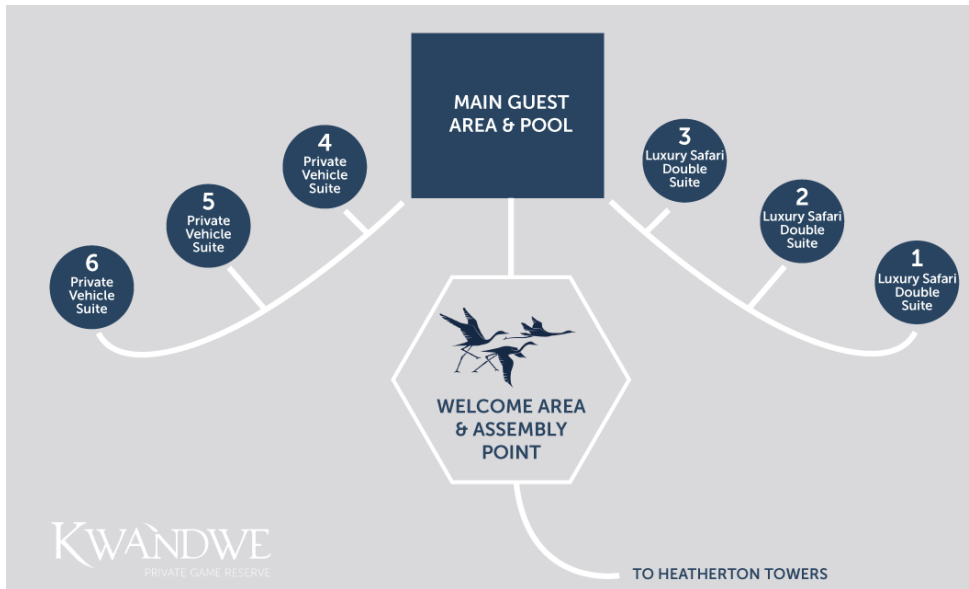 MAIN GUEST
AREA & POOL
4
Private
Vehicle
Suite
3
Luxury Safari
Double
Suite
5
Private
Vehicle
Suite
2
Luxury Safari
Double
Suite
6
Private
Vehicle
Suite
1
Luxury Safari
Double
Suite
WELCOME AREA
& ASSEMBLY
POINT
KWANDWE
PRIVATE GAME RESERVE
TO HEATHERTON TOWERS